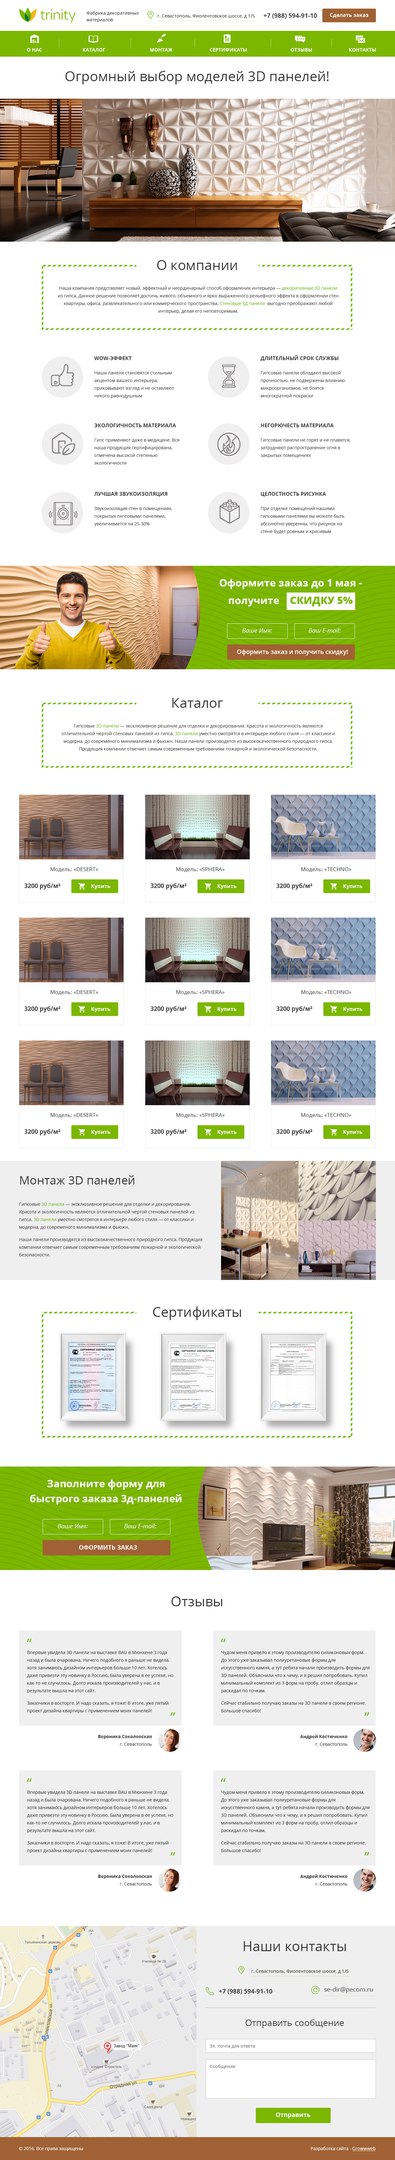 trinity
Фабрика декоративных
материалов
г. Севастополь, Фиолентовское шоссе, д 1/5
+7 (988) 594-91-10
Сделать заказ
О НАС
КАТАЛОГ
МОНТАЖ
СЕРТИФИКАТЫ
ОТЗЫВЫ
КОНТАКТЫ
Огромный выбор моделей 3D панелей!
О компании
Наша компания представляет новый, эффектный и неординарный способ оформления интерьера — декоративные 3D панели
из гипса. Данное решение позволяет достичь живого, объемного и ярко выраженного рельефного эффекта в оформлении стен
квартиры, офиса, развлекательного или коммерческого пространства. Стеновые 3д панели выгодно преображают любой
интерьер, делая его неповторимым.
WOW-ЭФФЕКТ
Наши панели становятся стильным
акцентом вашего интерьера,
приковывают взгляд и не оставляют
никого равнодушным
ДЛИТЕЛЬНЫЙ СРОК СЛУЖБЫ
Гипсовые панели обладают высокой
прочностью, не подвержены влиянию
микроорганизмов, не боятся
многократной покраски
ЭКОЛОГИЧНОСТЬ МАТЕРИАЛА
Гипс применяют даже в медицине. Вся
наша продукция сертифицирована,
отмечена высокой степенью
экологичности
НЕГОРЮЧЕСТЬ МАТЕРИАЛА
Гипсовые панели не горят и не плавятся,
затрудняют распространение огня в
закрытых помещениях
ЛУЧШАЯ ЗВУКОИЗОЛЯЦИЯ
Звукоизоляция стен в помещениях,
покрытых гипсовыми панелями,
увеличивается на 25-30%
ЦЕЛОСТНОСТЬ РИСУНКА
При отделке помещений нашими
гипсовыми панелями вы можете быть
абсолютно уверенны, что рисунок на
стене будет ровным и красивым
Оформите заказ до 1 мая -
получите СКИДКУ 5%
Ваше Имя:
Ваш E-mail:
Оформить заказ и получить скидку!
Каталог
Гипсовые 3D панели — эксклюзивное решение для отделки и декорирования. Красота и экологичность являются
отличительной чертой стеновых панелей из гипса. 3D панели уместно смотрятся в интерьере любого стиля — от классики и
модерна, до современного минимализма и фьюжн. Наши панели производятся из высококачественного природного гипса.
Продукция компании отвечает самым современным требованиям пожарной и экологической безопасности.
Модель: «DESERT»
3200 руб/м²
Купить
Модель: «SPHERA»
3200 руб/м²
Купить
Модель: «TECHNO»
3200 руб/м²
Купить
Модель: «DESERT»
3200 руб/м²
Купить
Модель: «SPHERA»
3200 руб/м²
Купить
Модель: «TECHNO»
3200 руб/м²
Купить
Модель: «DESERT»
3200 руб/м²
Купить
Модель: «SPHERA»
3200 руб/м²
Купить
Модель: «TECHNO»
3200 руб/м²
Купить
Монтаж 3D панелей
Гипсовые 3D панели — эксклюзивное решение для отделки и декорирования.
Красота и экологичность являются отличительной чертой стеновых панелей из
гипса. 3D панели уместно смотрятся в интерьере любого стиля — от классики и
модерна, до современного минимализма и фьюжн.
Наши панели производятся из высококачественного природного гипса. Продукция
компании отвечает самым современным требованиям пожарной и экологической
безопасности.
Сертификаты
Заполните форму для
быстрого заказа 3д-панелей
Ваше Имя:
Ваш E-mail:
ОФОРМИТЬ ЗАКАЗ
Отзывы
Впервые увидела 3D панели на выставке BAU в Мюнхене 3 года
назад и была очарована. Ничего подобного я раньше не видела,
хотя занимаюсь дизайном интерьеров больше 10 лет. Хотелось
даже привезти эту новинку в Россию, была уверена в ее успехе, но
как-то не случилось. Долго искала производителей у нас, и в
результате вышла на этот сайт.
Заказчики в восторге. И надо сказать, я тоже! В итоге, уже пятый
проект дизайна квартиры с применением моих панелей!
Вероника Соколовская
г. Севастополь
Чудом меня привело к этому производителю силиконовых форм.
До этого уже заказывал полиуретановые формы для
искусственного камня, а тут ребята начали производить формы для
3D панелей. Объяснили что к чему, и я решил попробовать. Купил
минимальный комплект из 3 форм на пробу, отлил образцы и
раскидал по точкам.
Сейчас стабильно получаю заказы на 3D панели в своем регионе.
Большое спасибо!
Андрей Костюченко
г. Севастополь
Впервые увидела 3D панели на выставке BAU в Мюнхене 3 года
назад и была очарована. Ничего подобного я раньше не видела,
хотя занимаюсь дизайном интерьеров больше 10 лет. Хотелось
даже привезти эту новинку в Россию, была уверена в ее успехе, но
как-то не случилось. Долго искала производителей у нас, и в
результате вышла на этот сайт.
Заказчики в восторге. И надо сказать, я тоже! В итоге, уже пятый
проект дизайна квартиры с применением моих панелей!
Вероника Соколовская
г. Севастополь
Чудом меня привело к этому производителю силиконовых форм.
До этого уже заказывал полиуретановые формы для
искусственного камня, а тут ребята начали производить формы для
3D панелей. Объяснили что к чему, и я решил попробовать. Купил
минимальный комплект из 3 форм на пробу, отлил образцы и
раскидал по точкам.
Сейчас стабильно получаю заказы на 3D панели в своем регионе.
Большое спасибо!
Андрей Костюченко
г. Севастополь
Завод "Маяк"
Наши контакты
г. Севастополь, Фиолентовское шоссе, д 1/5
+7 (988) 594-91-10
se-dir@pecom.ru
Отправить сообщение
Эл. почта для ответа
Сообщение
Отправить
© 2016, Все права защищены
Разработка сайта - Growweb